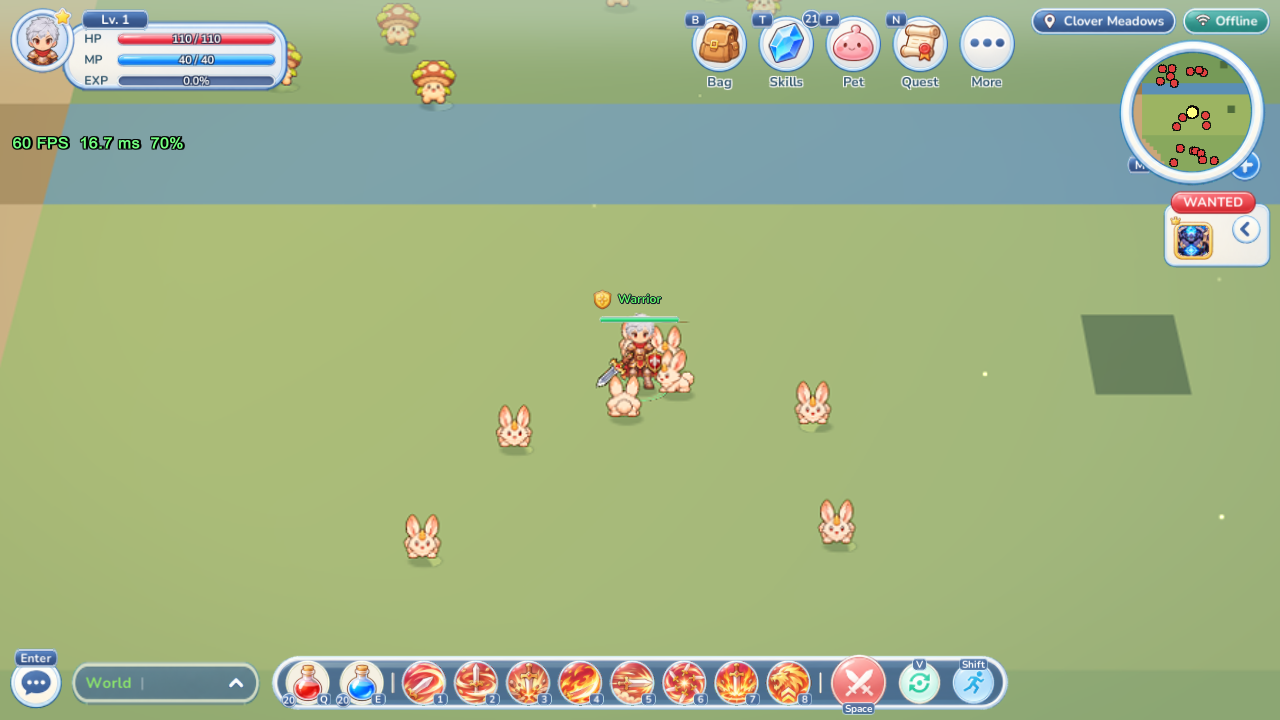 Lv. 1
HP 110 / 110
MP 40 / 40
EXP 0.0%
B
Bag
T
Skills
21
P
Pet
N
Quest
More
Clover Meadows
Offline
60 FPS 16.7 ms 70%
WANTED
Warrior
Enter
World
20 Q
20 E
1
2
3
4
5
6
7
8
Space
V
Shift